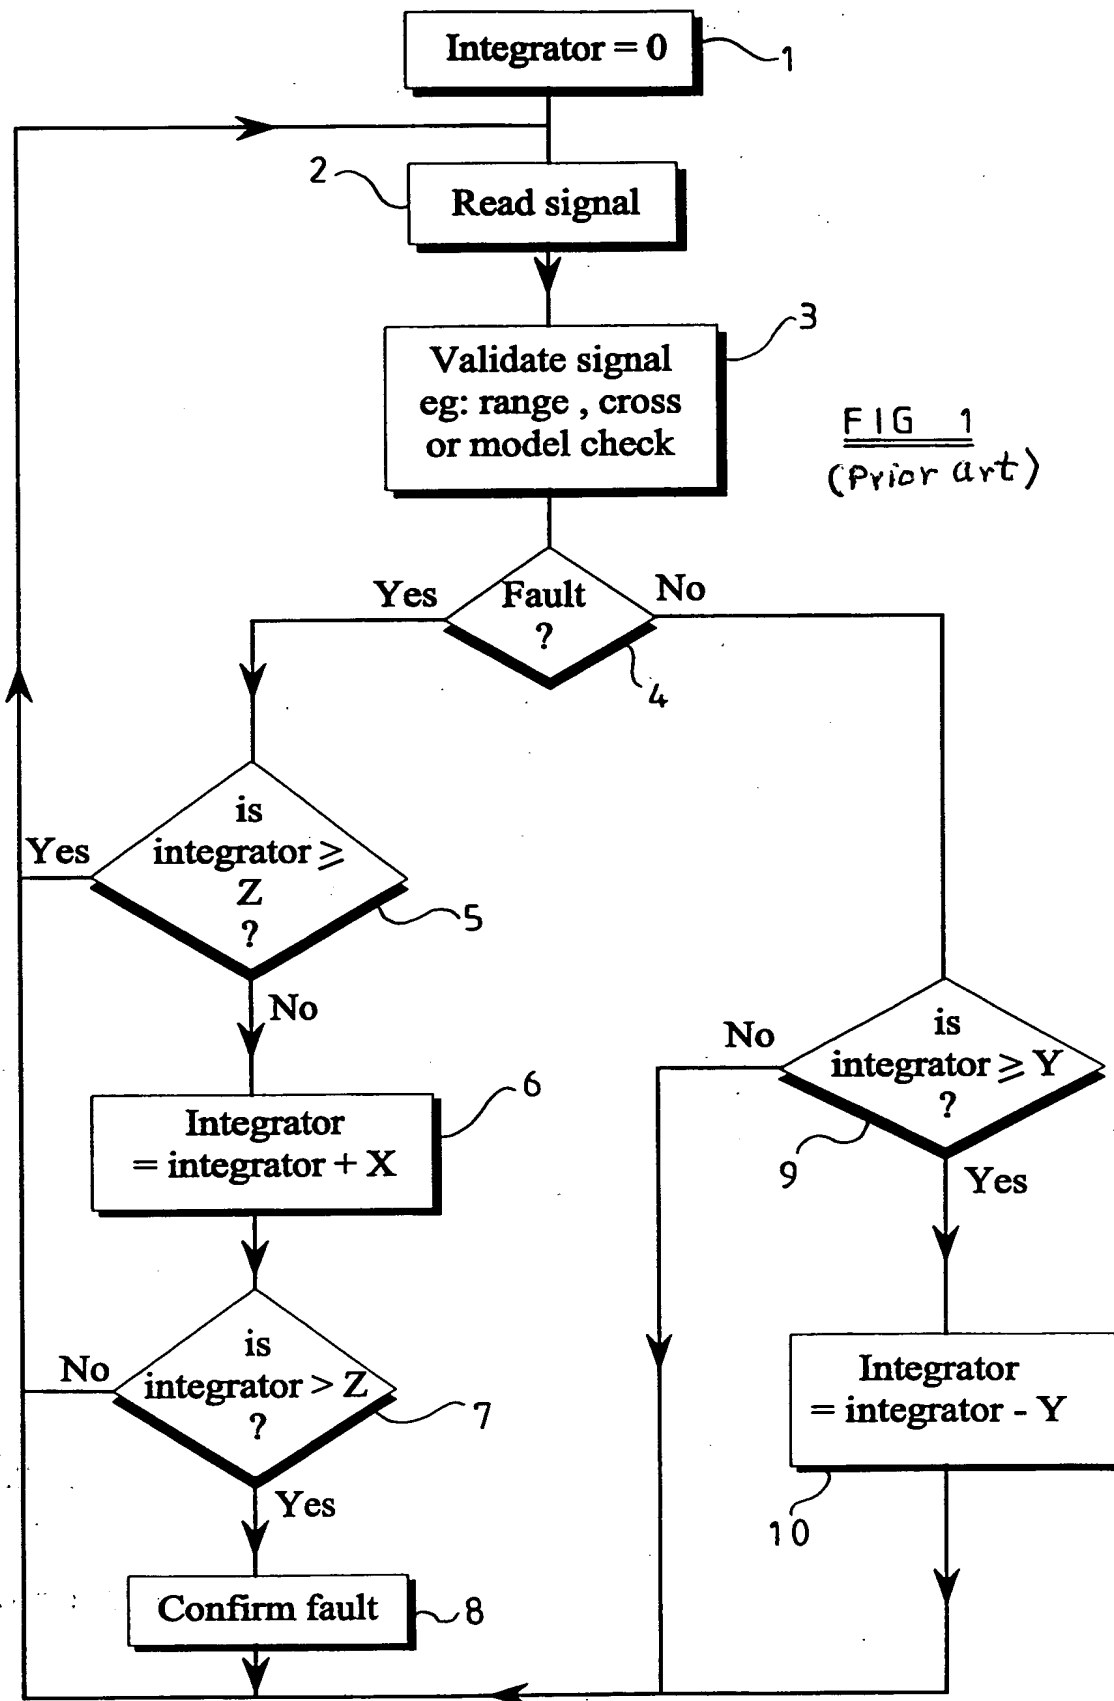 Integrator = 0
1
2
Read signal
3
Validate signal
eg: range , cross
or model check
FIG 1
(Prior art)
Yes
Fault
?
No
4
is
integrator ≥
Z
?
Yes
5
No
6
Integrator
= integrator + X
is
integrator > Z
?
No
7
Yes
Confirm fault
8
is
integrator ≥ Y
?
No
9
Yes
Integrator
= integrator - Y
10